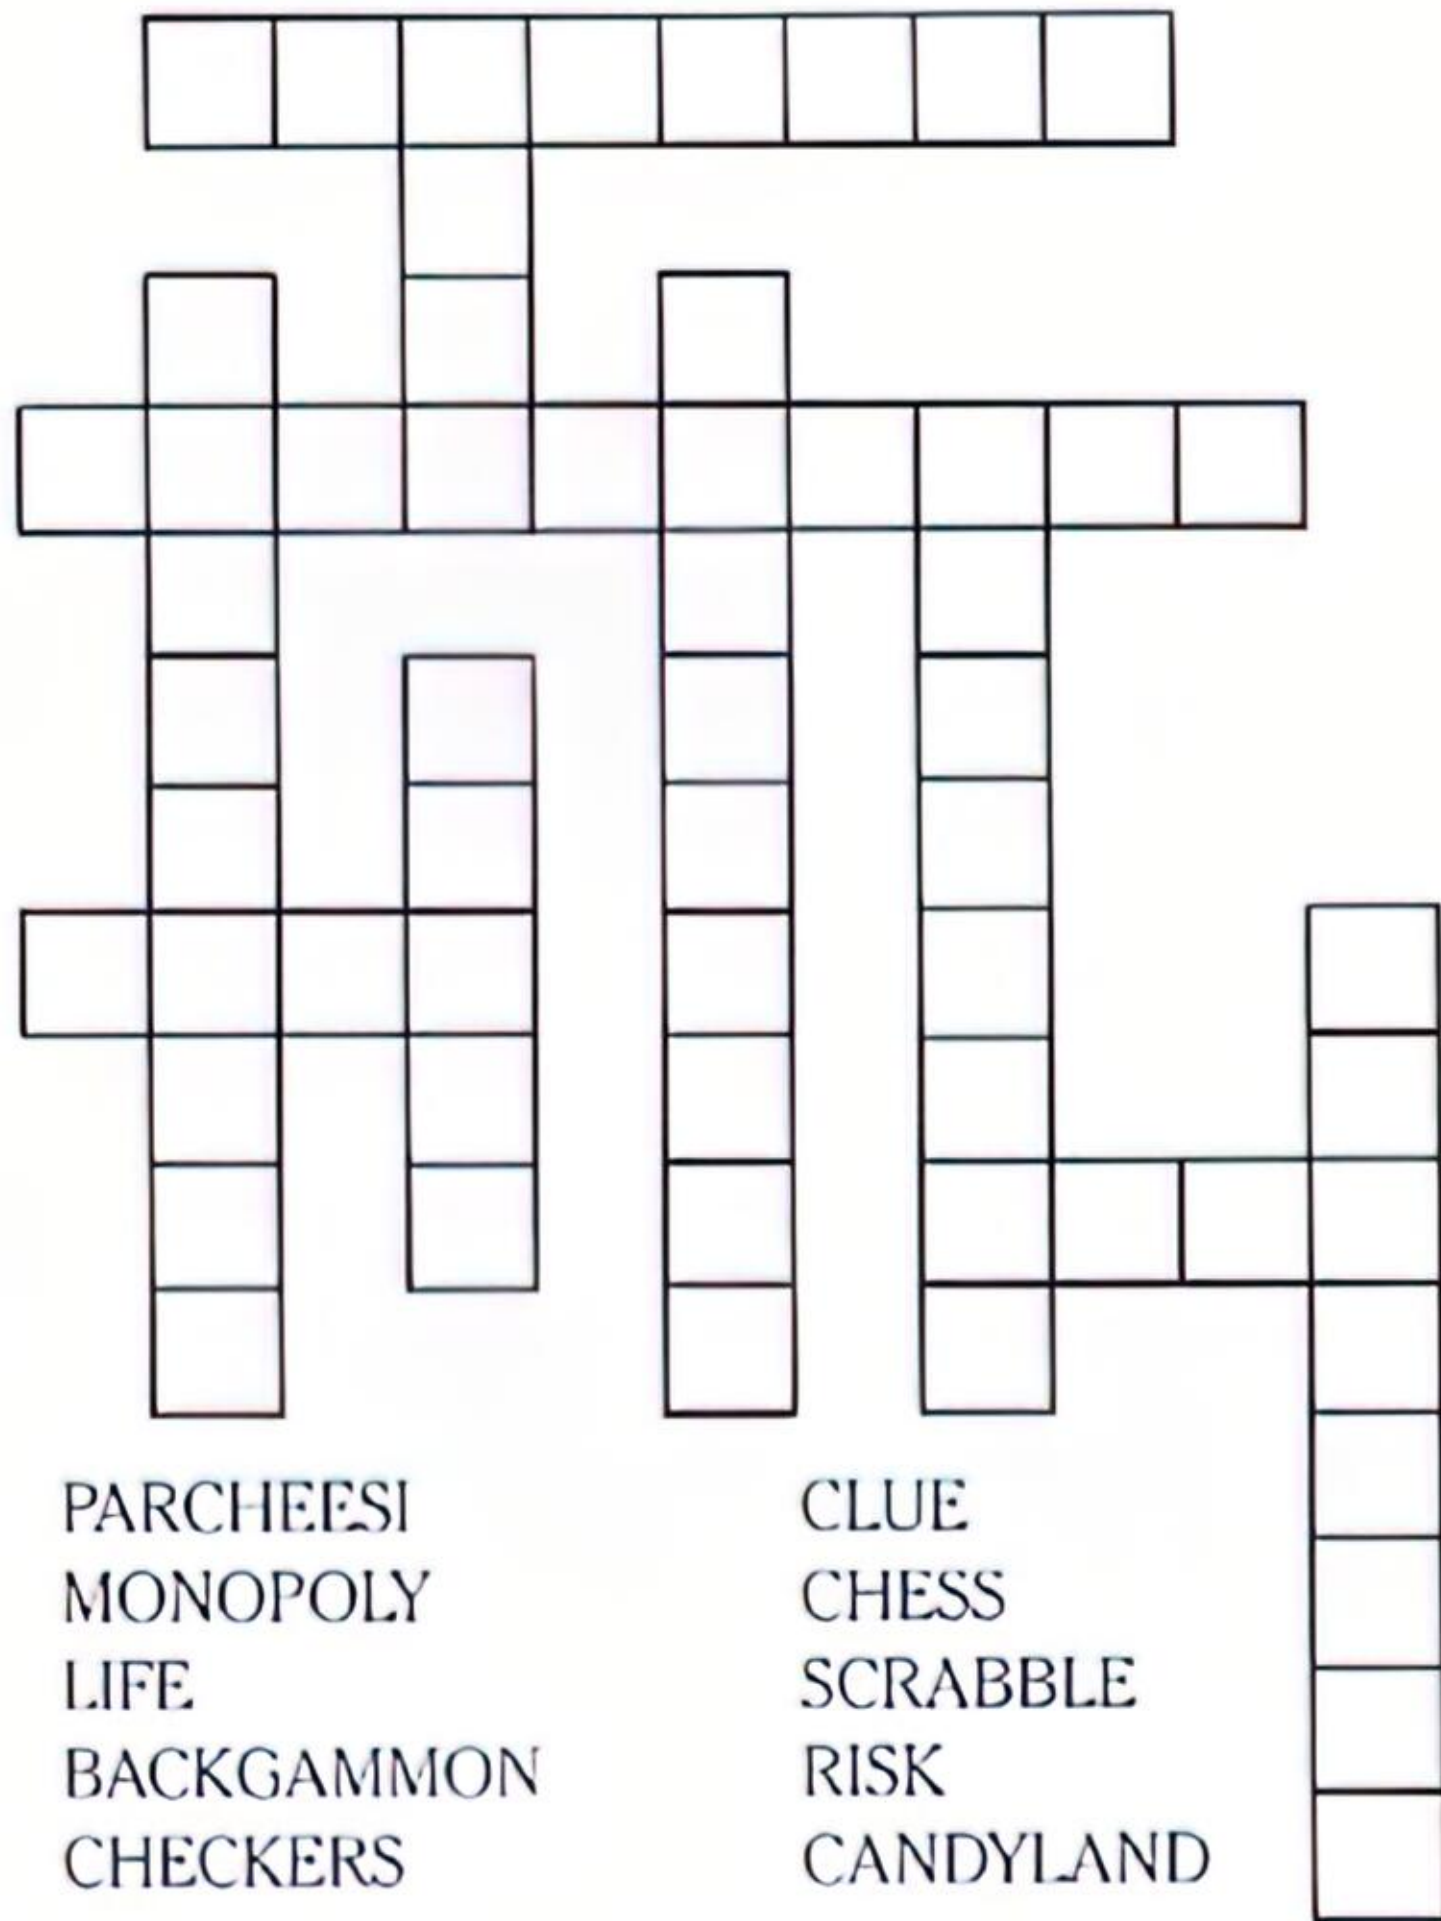 PARCHEESI
MONOPOLY
LIFE
BACKGAMMON
CHECKERS
CLUE
CHESS
SCRABBLE
RISK
CANDYLAND